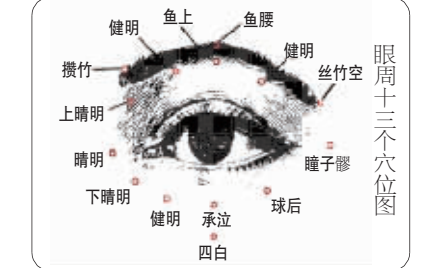 鱼上
鱼腰
健明
健明
攒竹
丝竹空
上睛明
睛明
瞳子髎
下睛明
健明
承泣
球后
四白
眼周十三个穴位图